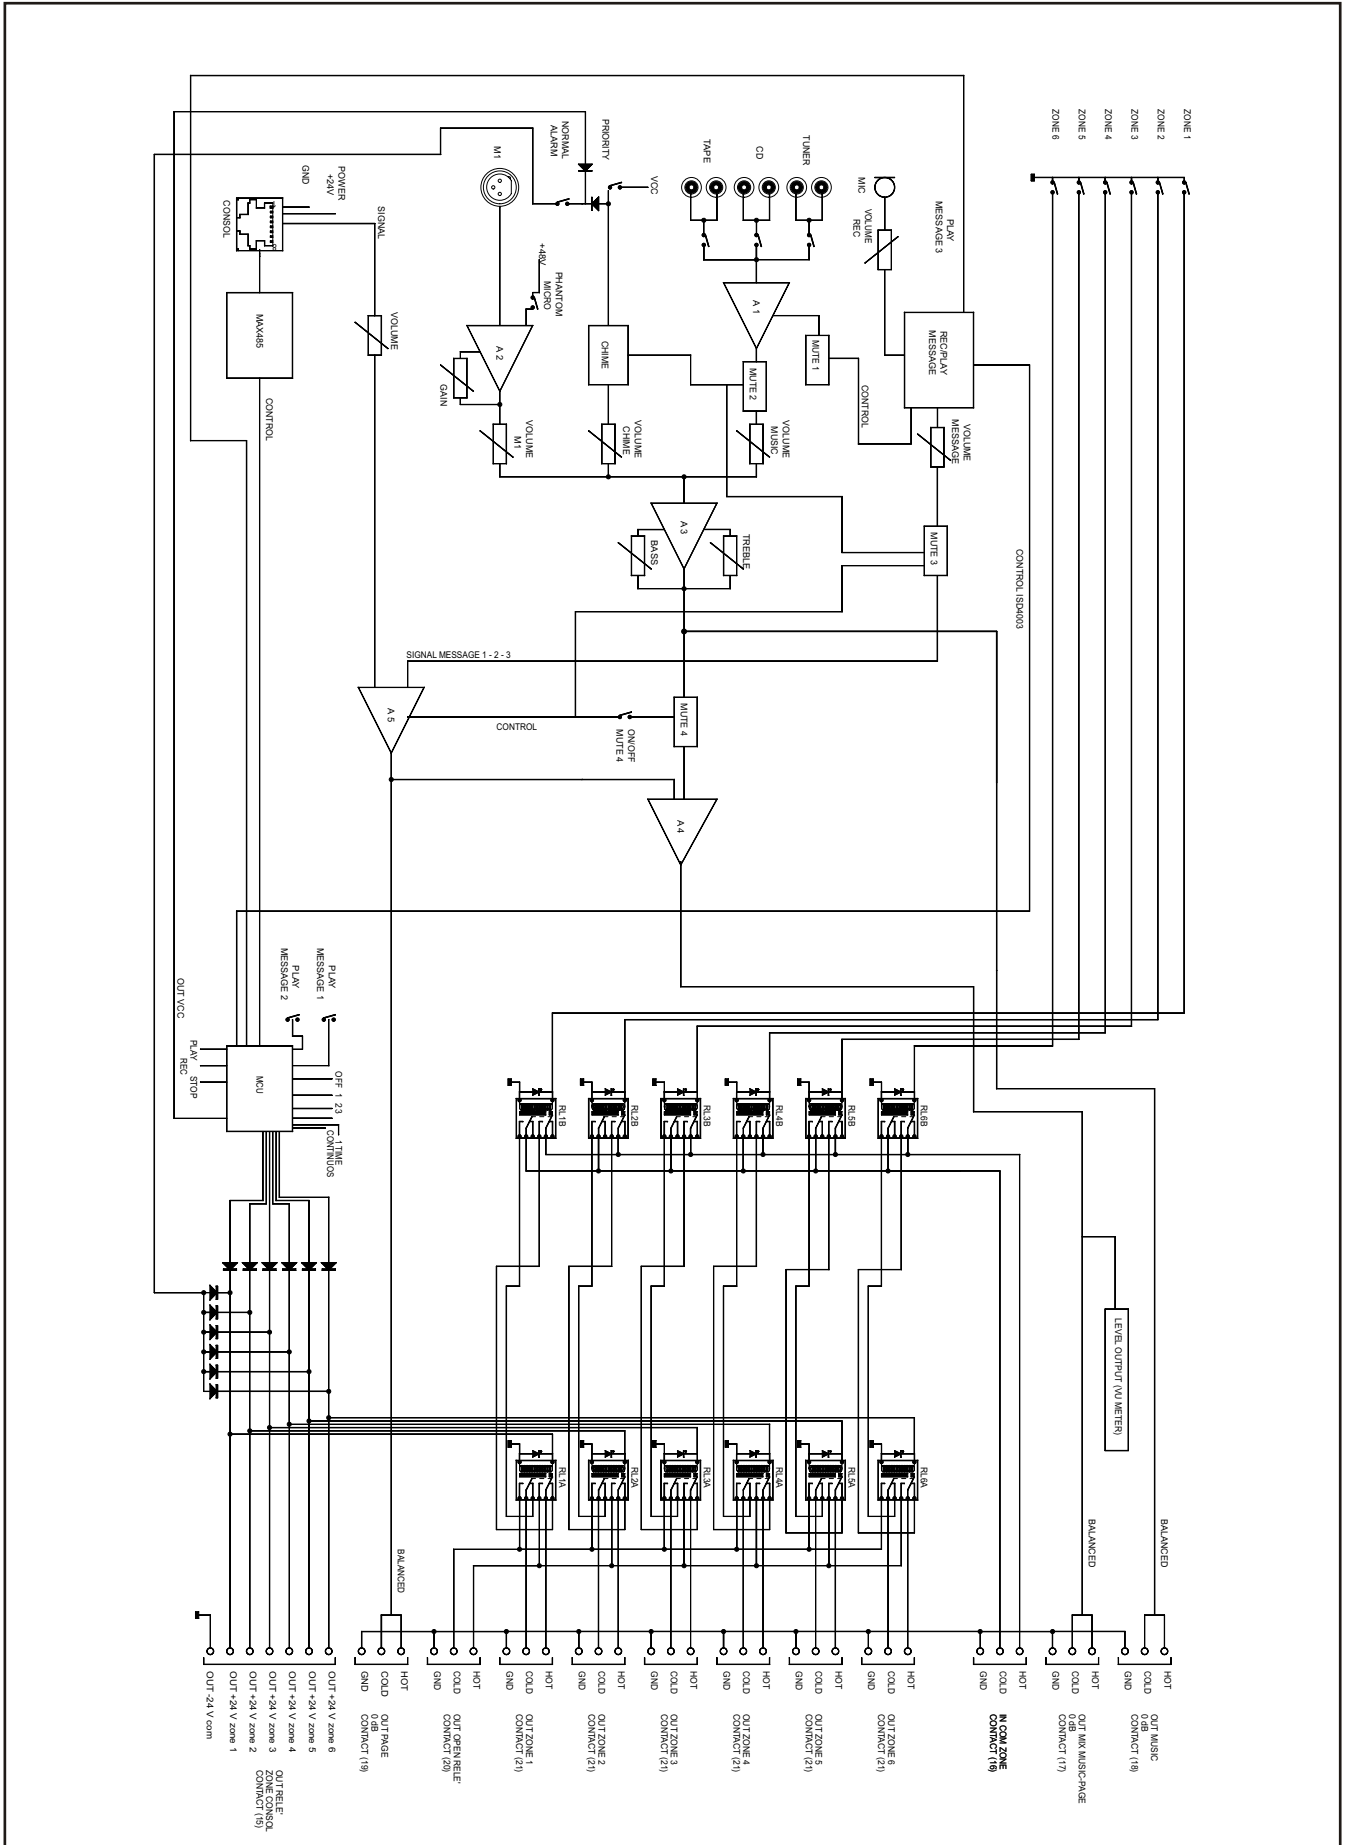 ZONE 1
ZONE 2
ZONE 3
ZONE 4
ZONE 5
ZONE 6
PLAY
MESSAGE 3
MIC
VOLUME
REC
TUNER
CD
TAPE
VCC
PRIORITY
NORMAL
ALARM
M1
+48V
PHANTOM
MICRO
POWER
+24V
GND
SIGNAL
CONSOL
1
8
REC/PLAY
MESSAGE
CONTROL ISD4003
A 1
MUTE 1
MUTE 2
CONTROL
VOLUME
MESSAGE
MUTE 3
VOLUME
MUSIC
CHIME
VOLUME
CHIME
A 2
GAIN
VOLUME
M1
VOLUME
MAX485
CONTROL
A 3
TREBLE
BASS
SIGNAL MESSAGE 1 - 2 - 3
A 5
CONTROL
ON/OFF
MUTE 4
MUTE 4
A 4
PLAY
MESSAGE 1
PLAY
MESSAGE 2
OUT VCC
MCU
PLAY
REC
STOP
OFF
1
2
3
1 TIME
CONTINUOS
RL6B
RL5B
RL4B
RL3B
RL2B
RL1B
LEVEL OUTPUT (VU METER)
RL6A
RL5A
RL4A
RL3A
RL2A
RL1A
BALANCED
BALANCED
BALANCED
HOT
COLD
GND
OUT MUSIC
0 dB
CONTACT (18)
HOT
COLD
GND
OUT MIX MUSIC-PAGE
0 dB
CONTACT (17)
HOT
COLD
GND
IN COM ZONE
CONTACT (16)
HOT
COLD
GND
OUT ZONE 6
CONTACT (21)
HOT
COLD
GND
OUT ZONE 5
CONTACT (21)
HOT
COLD
GND
OUT ZONE 4
CONTACT (21)
HOT
COLD
GND
OUT ZONE 3
CONTACT (21)
HOT
COLD
GND
OUT ZONE 2
CONTACT (21)
HOT
COLD
GND
OUT ZONE 1
CONTACT (21)
HOT
COLD
GND
OUT OPEN RELE'
CONTACT (20)
HOT
COLD
GND
OUT PAGE
0 dB
CONTACT (19)
OUT +24 V zone 6
OUT +24 V zone 5
OUT +24 V zone 4
OUT +24 V zone 3
OUT +24 V zone 2
OUT +24 V zone 1
OUT -24 V com
OUT RELE'
ZONE CONSOL
CONTACT (15)